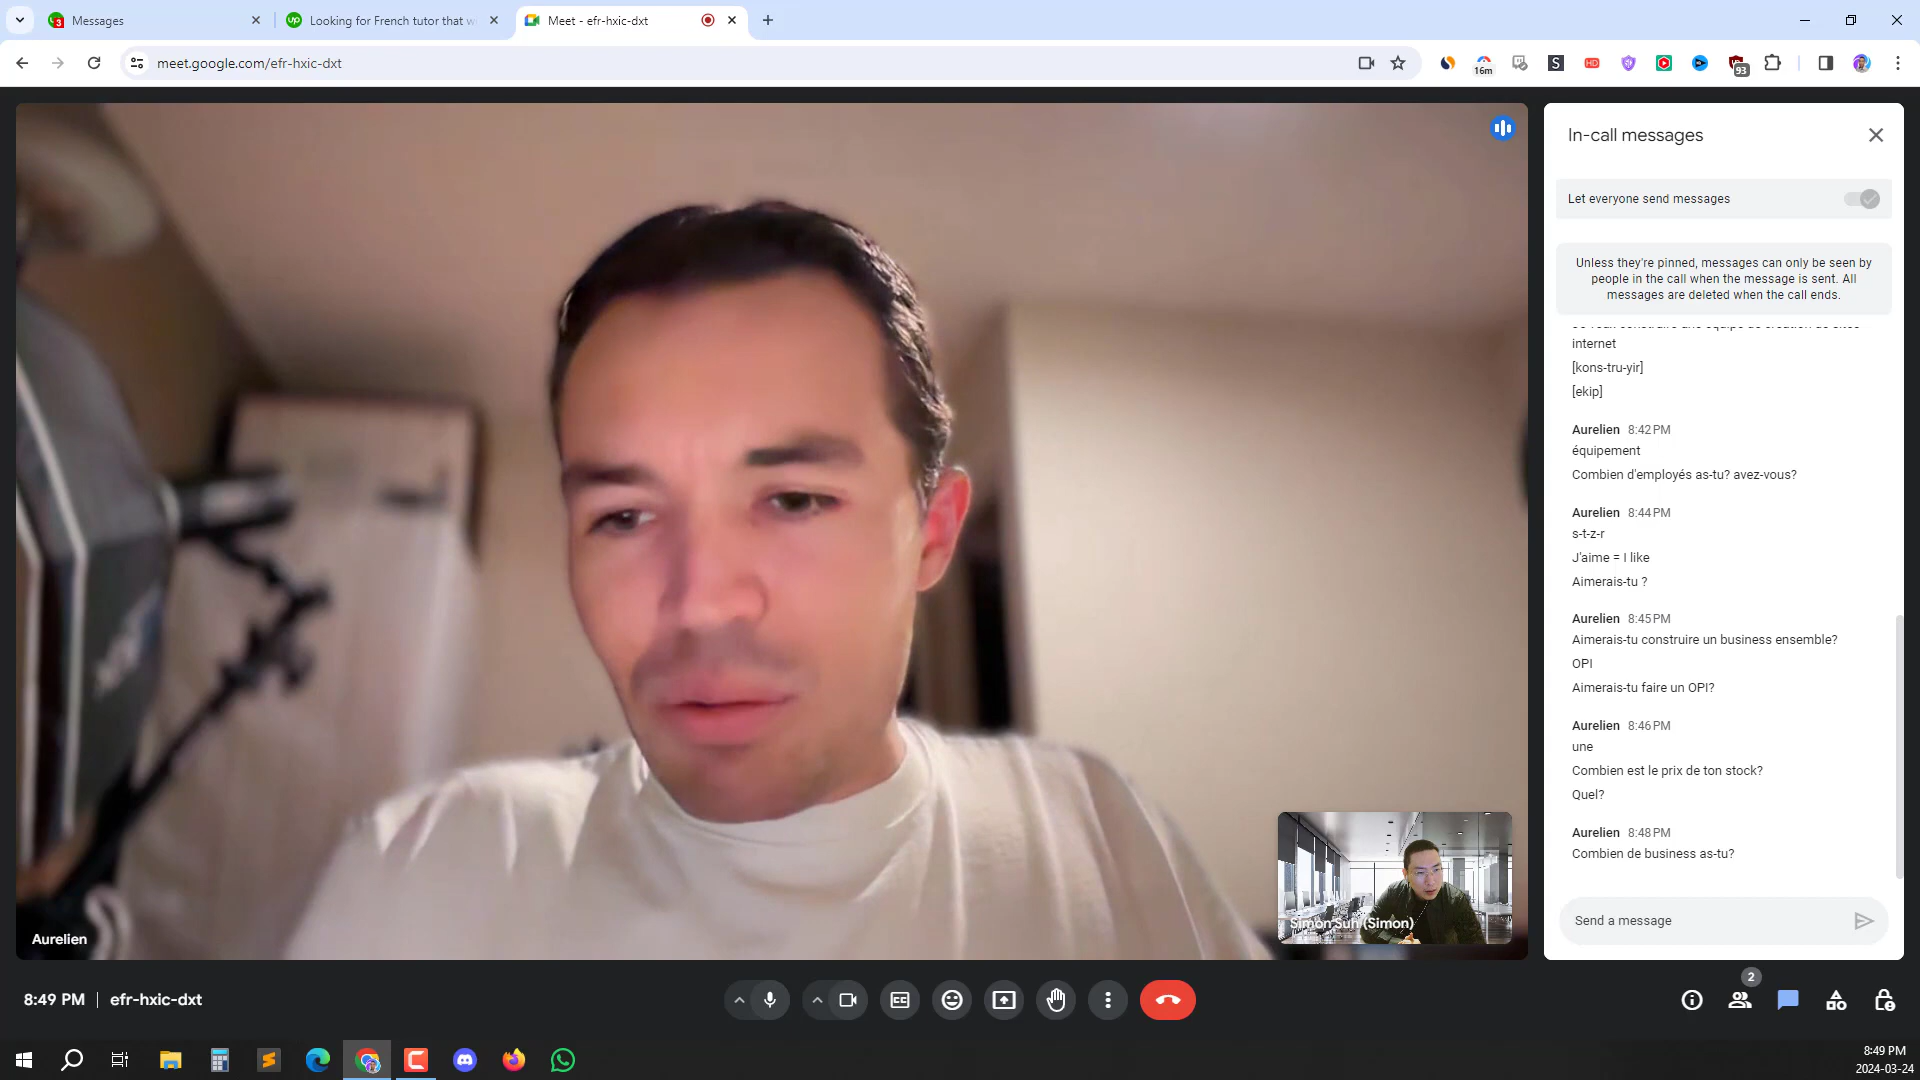 Messages
Looking for French tutor that w
Meet - efr-hxic-dxt
meet.google.com/efr-hxic-dxt
16m
S
HD
93
In-call messages
Let everyone send messages
Unless they're pinned, messages can only be seen by
people in the call when the message is sent. All
messages are deleted when the call ends.
internet
[kons-tru-yir]
[ekip]
Aurelien 8:42 PM
équipement
Combien d'employés as-tu? avez-vous?
Aurelien 8:44 PM
s-t-z-r
J'aime = I like
Aimerais-tu ?
Aurelien 8:45 PM
Aimerais-tu construire un business ensemble?
OPI
Aimerais-tu faire un OPI?
Aurelien 8:46 PM
une
Combien est le prix de ton stock?
Quel?
Aurelien 8:48 PM
Combien de business as-tu?
Send a message
Aurelien
Simon Sun (Simon)
8:49 PM | efr-hxic-dxt
2
8:49 PM
2024-03-24